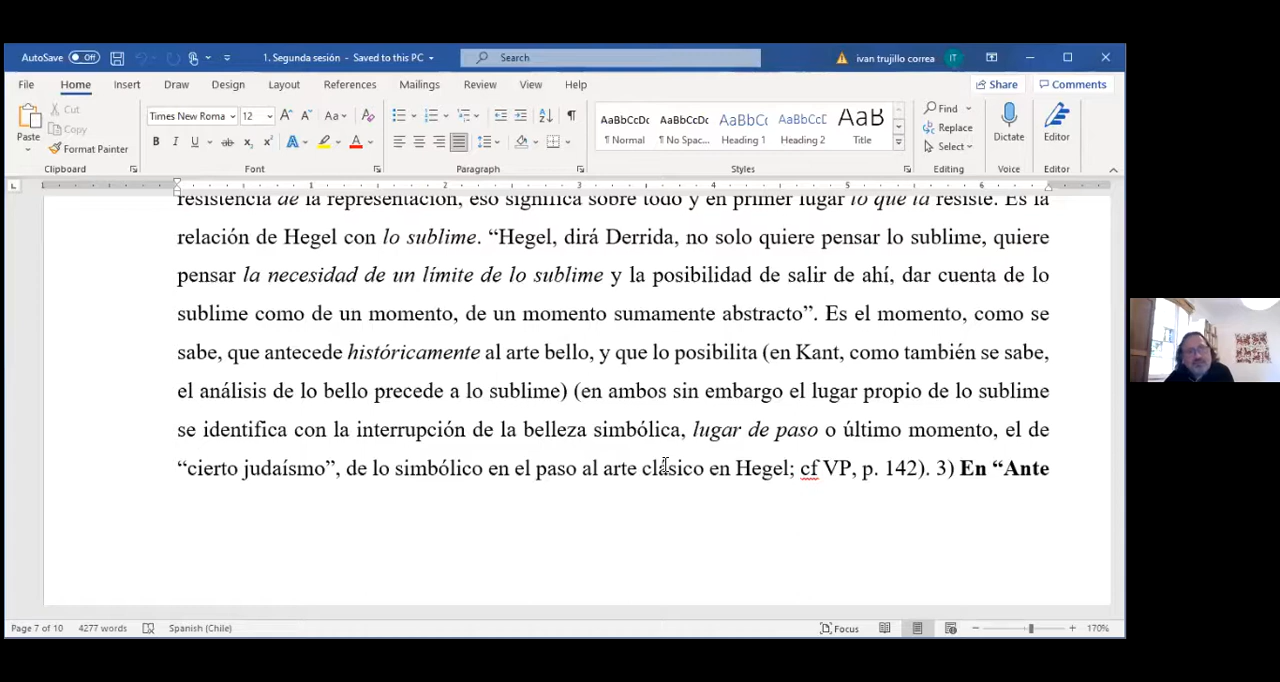 AutoSave Off 1. Segunda sesión - Saved to this PC Search ivan trujillo correa IT
File Home Insert Draw Design Layout References Mailings Review View Help Share Comments
Paste Cut Copy Format Painter
Times New Roma 12
AaBbCcDc AaBbCcDc AaBbCc AaBbCcD AaB
¶ Normal ¶ No Spac... Heading 1 Heading 2 Title
Find Replace Select Dictate Editor
Clipboard Font Paragraph Styles Editing Voice Editor
1 1 2 3 4 5 6
resistencia de la representación, eso significa sobre todo y en primer lugar lo que la resiste. Es la
relación de Hegel con lo sublime. “Hegel, dirá Derrida, no solo quiere pensar lo sublime, quiere
pensar la necesidad de un límite de lo sublime y la posibilidad de salir de ahí, dar cuenta de lo
sublime como de un momento, de un momento sumamente abstracto”. Es el momento, como se
sabe, que antecede históricamente al arte bello, y que lo posibilita (en Kant, como también se sabe,
el análisis de lo bello precede a lo sublime) (en ambos sin embargo el lugar propio de lo sublime
se identifica con la interrupción de la belleza simbólica, lugar de paso o último momento, el de
“cierto judaísmo”, de lo simbólico en el paso al arte clásico en Hegel; cf VP, p. 142). 3) En “Ante
Page 7 of 10 4277 words Spanish (Chile) Focus 170%